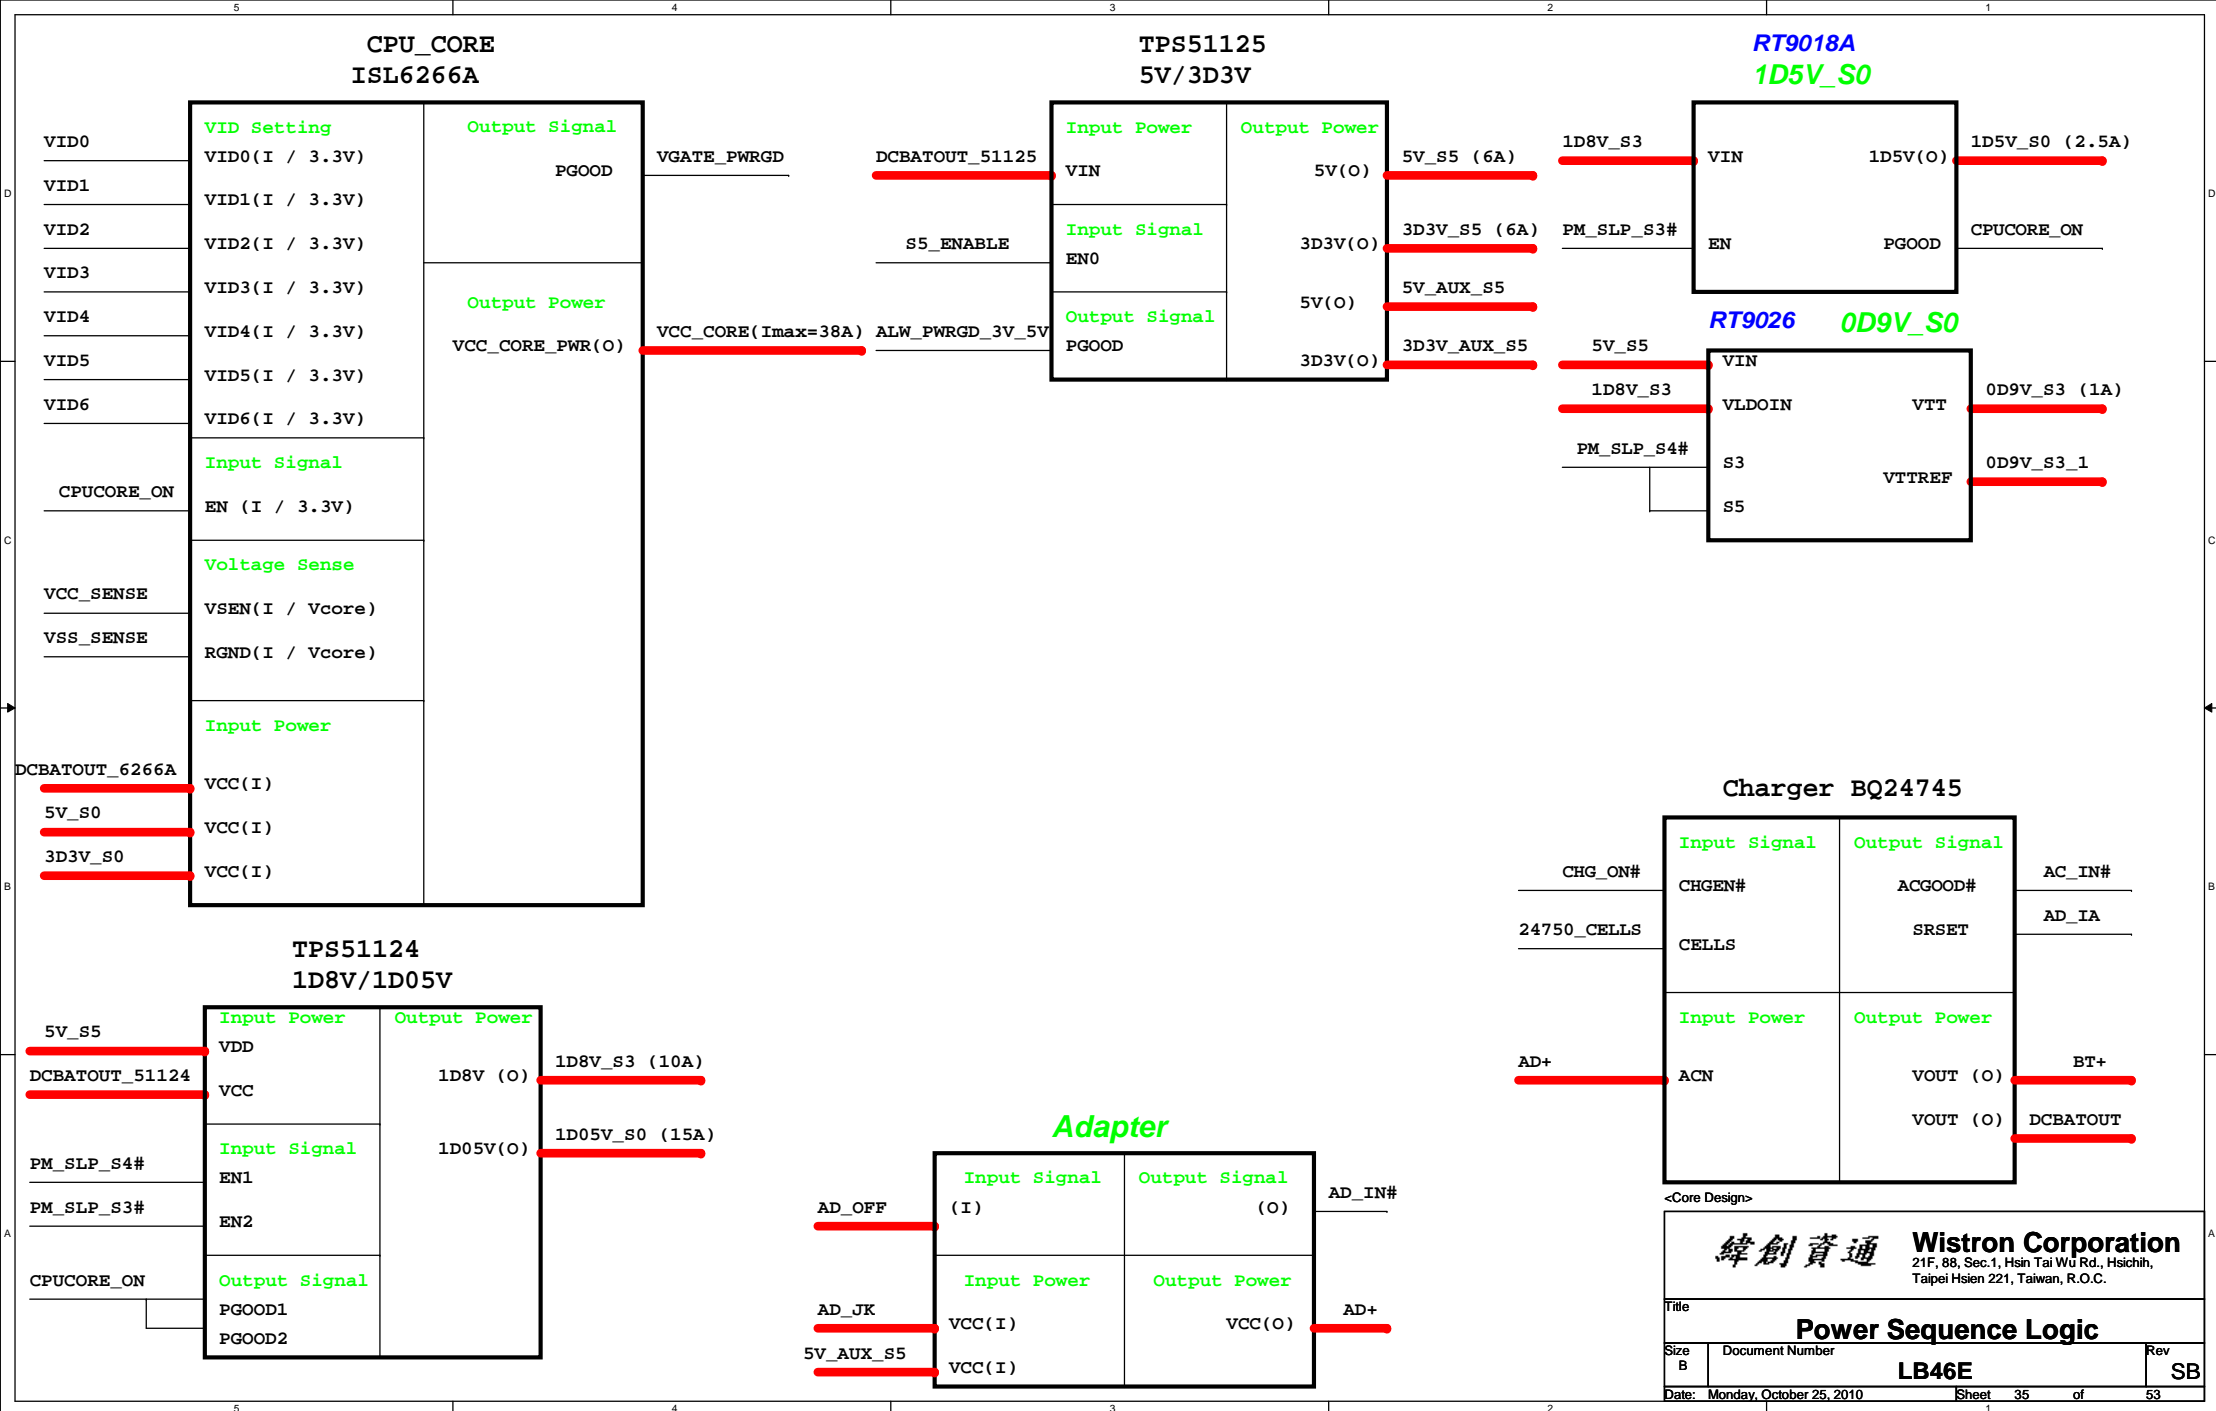 5 4 3 2 1
D
C
B
A
CPU_CORE
ISL6266A
VID0
VID1
VID2
VID3
VID4
VID5
VID6
CPUCORE_ON
VCC_SENSE
VSS_SENSE
DCBATOUT_6266A
5V_S0
3D3V_S0
VID Setting
VID0(I / 3.3V)
VID1(I / 3.3V)
VID2(I / 3.3V)
VID3(I / 3.3V)
VID4(I / 3.3V)
VID5(I / 3.3V)
VID6(I / 3.3V)
Input Signal
EN (I / 3.3V)
Voltage Sense
VSEN(I / Vcore)
RGND(I / Vcore)
Input Power
VCC(I)
VCC(I)
VCC(I)
Output Signal
PGOOD
Output Power
VCC_CORE_PWR(O)
VGATE_PWRGD
VCC_CORE(Imax=38A)
TPS51125
5V/3D3V
DCBATOUT_51125
S5_ENABLE
ALW_PWRGD_3V_5V
Input Power
VIN
Input Signal
EN0
Output Signal
PGOOD
Output Power
5V(O)
3D3V(O)
5V(O)
3D3V(O)
5V_S5 (6A)
3D3V_S5 (6A)
5V_AUX_S5
3D3V_AUX_S5
RT9018A
1D5V_S0
1D8V_S3
PM_SLP_S3#
VIN
EN
1D5V(O)
PGOOD
1D5V_S0 (2.5A)
CPUCORE_ON
RT9026 0D9V_S0
5V_S5
1D8V_S3
PM_SLP_S4#
VIN
VLDOIN
S3
S5
VTT
VTTREF
0D9V_S3 (1A)
0D9V_S3_1
TPS51124
1D8V/1D05V
5V_S5
DCBATOUT_51124
PM_SLP_S4#
PM_SLP_S3#
CPUCORE_ON
Input Power
VDD
VCC
Input Signal
EN1
EN2
Output Signal
PGOOD1
PGOOD2
Output Power
1D8V (O)
1D05V(O)
1D8V_S3 (10A)
1D05V_S0 (15A)
Adapter
AD_OFF
AD_JK
5V_AUX_S5
Input Signal
(I)
Input Power
VCC(I)
VCC(I)
Output Signal
(O)
Output Power
VCC(O)
AD_IN#
AD+
Charger BQ24745
CHG_ON#
24750_CELLS
AD+
Input Signal
CHGEN#
CELLS
Input Power
ACN
Output Signal
ACGOOD#
SRSET
Output Power
VOUT (O)
VOUT (O)
AC_IN#
AD_IA
BT+
DCBATOUT
<Core Design>
緯創資通
Wistron Corporation
21F, 88, Sec.1, Hsin Tai Wu Rd., Hsichih,
Taipei Hsien 221, Taiwan, R.O.C.
Title
Power Sequence Logic
Size
B
Document Number
LB46E
Rev
SB
Date: Monday, October 25, 2010
Sheet 35 of 53
D
C
B
A
5 4 3 2 1